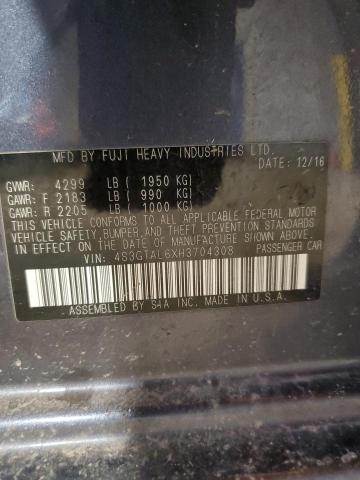 MFD BY FUJI HEAVY INDUSTRIES LTD.
DATE: 12/16
GVWR: 4299 LB ( 1950 KG)
GAWR: F 2183 LB ( 990 KG)
GAWR: R 2205 LB ( 1000 KG)
THIS VEHICLE CONFORMS TO ALL APPLICABLE FEDERAL MOTOR
VEHICLE SAFETY, BUMPER, AND THEFT PREVENTION STANDARDS
IN EFFECT ON THE DATE OF MANUFACTURE SHOWN ABOVE.
VIN: 4S3GTAL6XH3704308 PASSENGER CAR
ASSEMBLED BY SIA INC. MADE IN U.S.A.